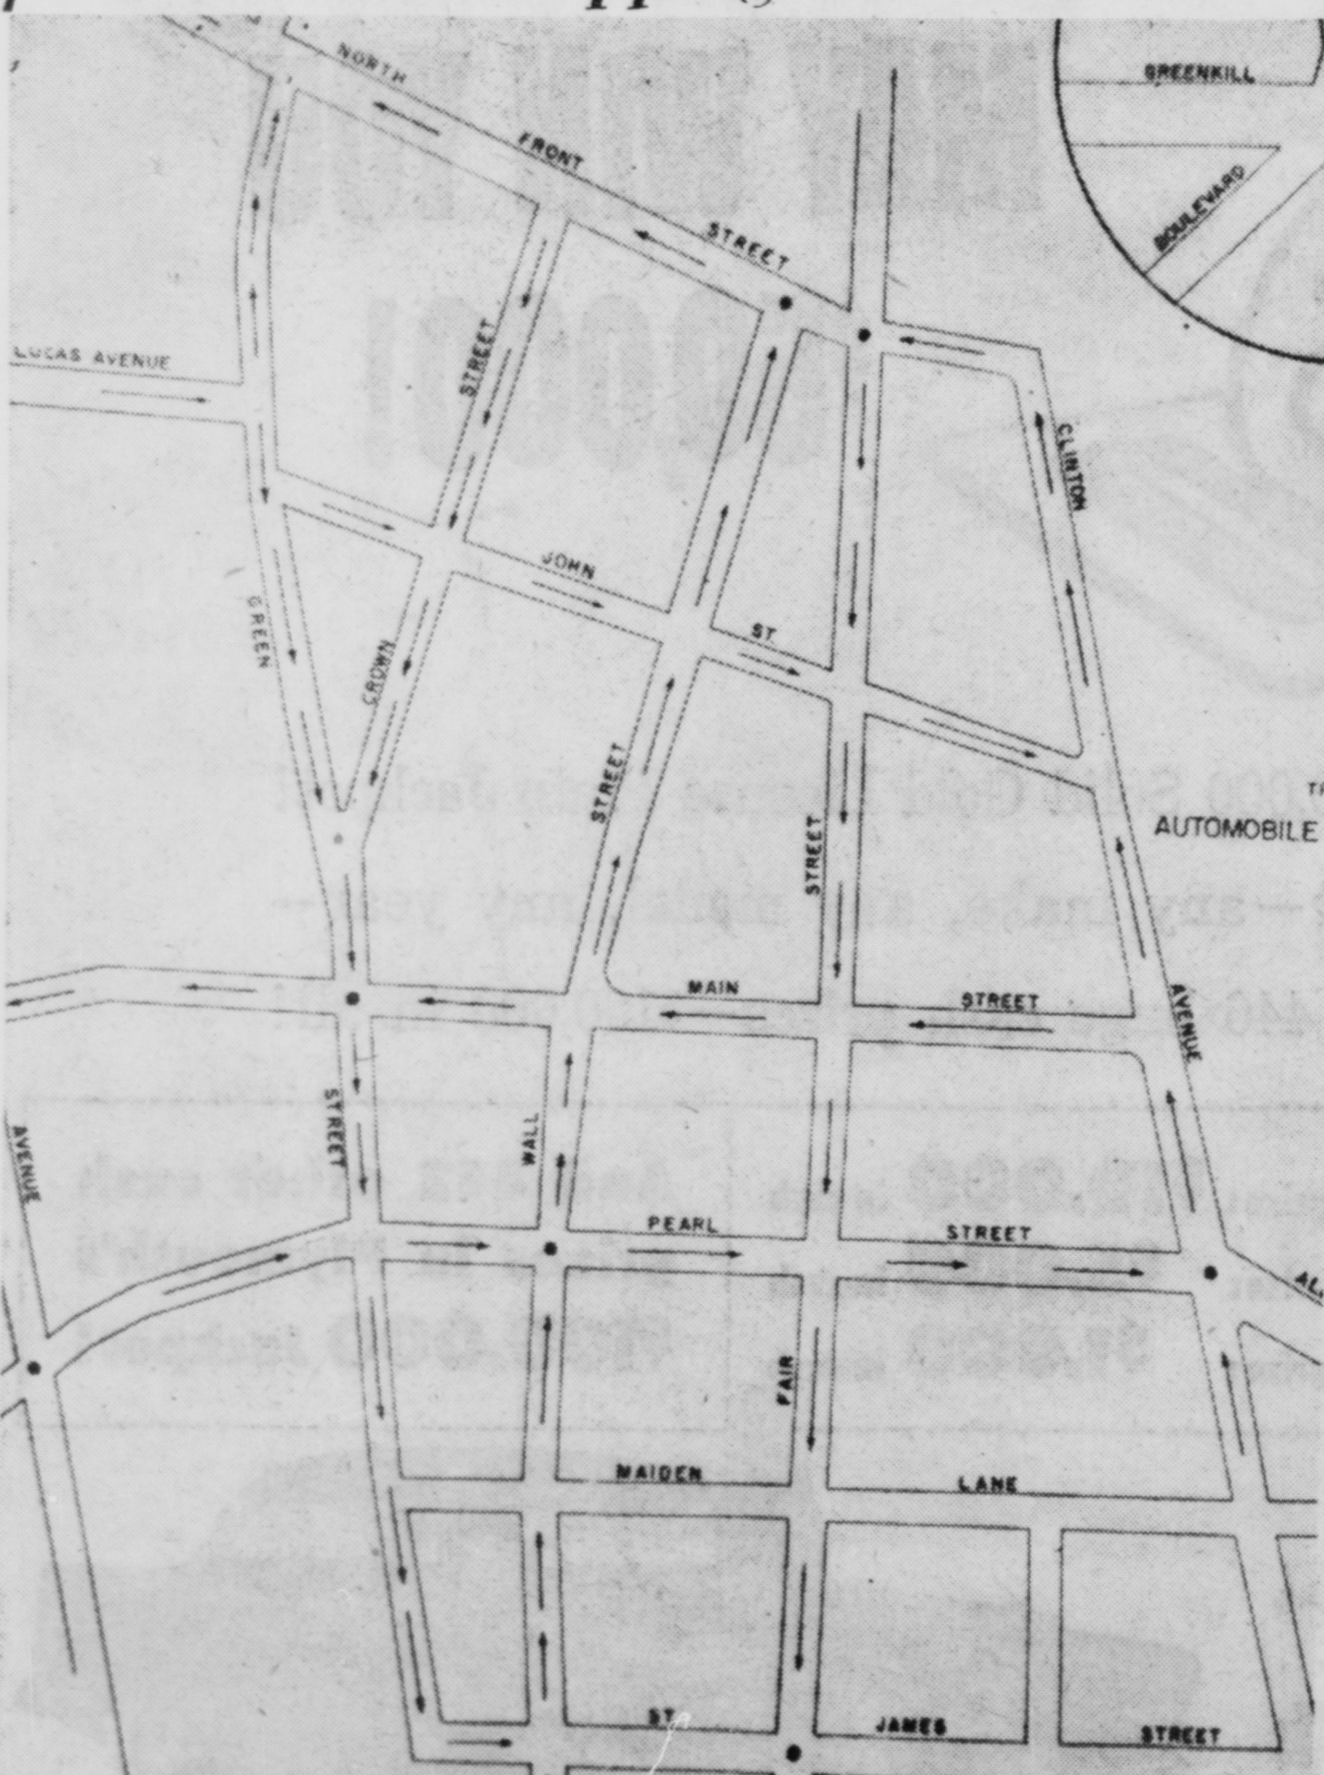 NORTH FRONT STREET
GREENKILL
BOULEVARD
LUCAS AVENUE
STREET
CLINTON
JOHN ST.
GREEN
CROWN
STREET
STREET
AUTOMOBILE
MAIN STREET
AVENUE
STREET
WALL
AVENUE
PEARL STREET
FAIR
MAIDEN LANE
ST. JAMES STREET